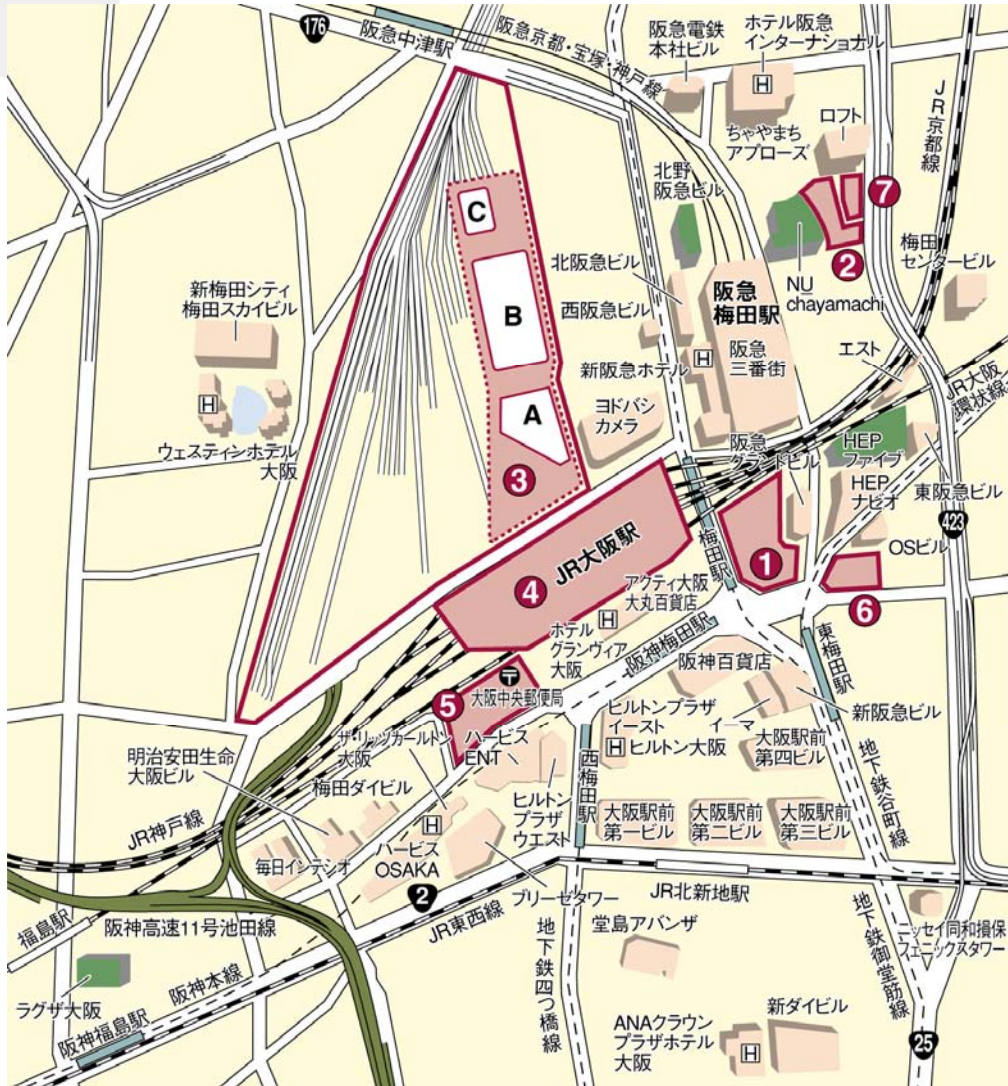 176
阪急中津駅
阪急京都・宝塚・神戸線
阪急電鉄
本社ビル
ホテル阪急
インターナショナル
H
ちゃやまち
アプローズ
ロフト
JR京都線
7
北野
阪急ビル
2
梅田
センタービル
NU
chayamachi
C
B
A
3
北阪急ビル
西阪急ビル
阪急
梅田駅
新阪急ホテル
H
阪急
三番街
エスト
JR大阪
環状線
新梅田シティ
梅田スカイビル
H
ウェスティンホテル
大阪
ヨドバシ
カメラ
阪急
グランドビル
HEP
ファイブ
HEP
ナビオ
東阪急ビル
423
OSビル
JR大阪駅
4
梅田駅
1
6
アクティ大阪
大丸百貨店
H
ホテル
グランヴィア
大阪
阪神梅田駅
阪神百貨店
東梅田駅
5
大阪中央郵便局
ザ・リッツカールトン
大阪
ハービス
ENT
ヒルトンプラザ
イースト
H
ヒルトン大阪
イーマ
新阪急ビル
大阪駅前
第四ビル
明治安田生命
大阪ビル
梅田ダイビル
西梅田駅
地下鉄谷町線
JR神戸線
H
ヒルトン
プラザ
ウエスト
大阪駅前
第一ビル
大阪駅前
第二ビル
大阪駅前
第三ビル
毎日インテシオ
ハービス
OSAKA
2
ブリーゼタワー
JR北新地駅
福島駅
阪神高速11号池田線
JR東西線
堂島アバンザ
地下鉄四つ橋線
地下鉄御堂筋線
ニッセイ同和損保
フェニックスタワー
ラグザ大阪
阪神本線
阪神福島駅
ANAクラウン
プラザホテル
大阪
H
新ダイビル
25